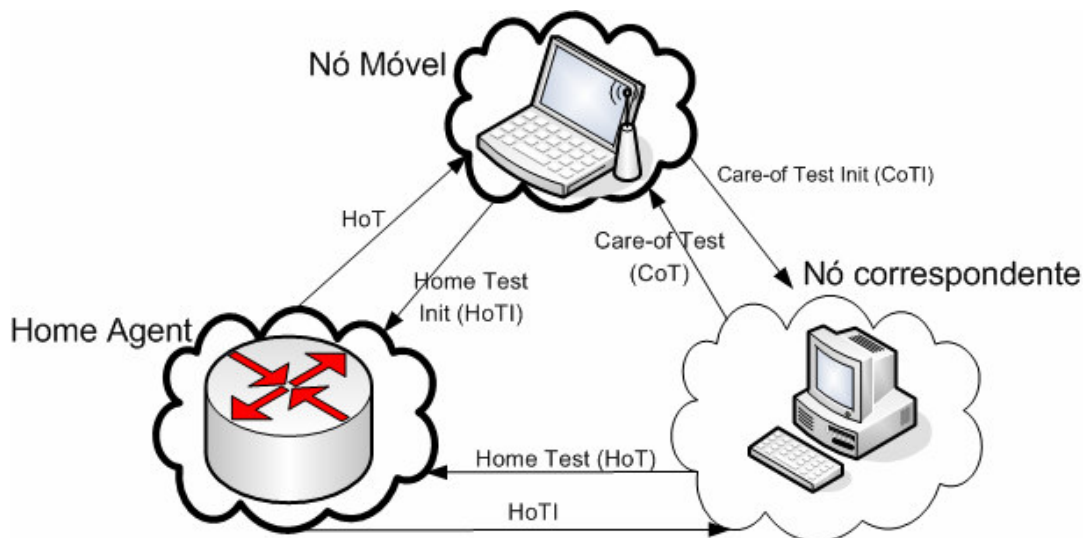 Nó Móvel
Care-of Test Init (CoTI)
HoT
Care-of Test
(CoT)
Home Test
Init (HoTI)
Nó correspondente
Home Agent
Home Test (HoT)
HoTI